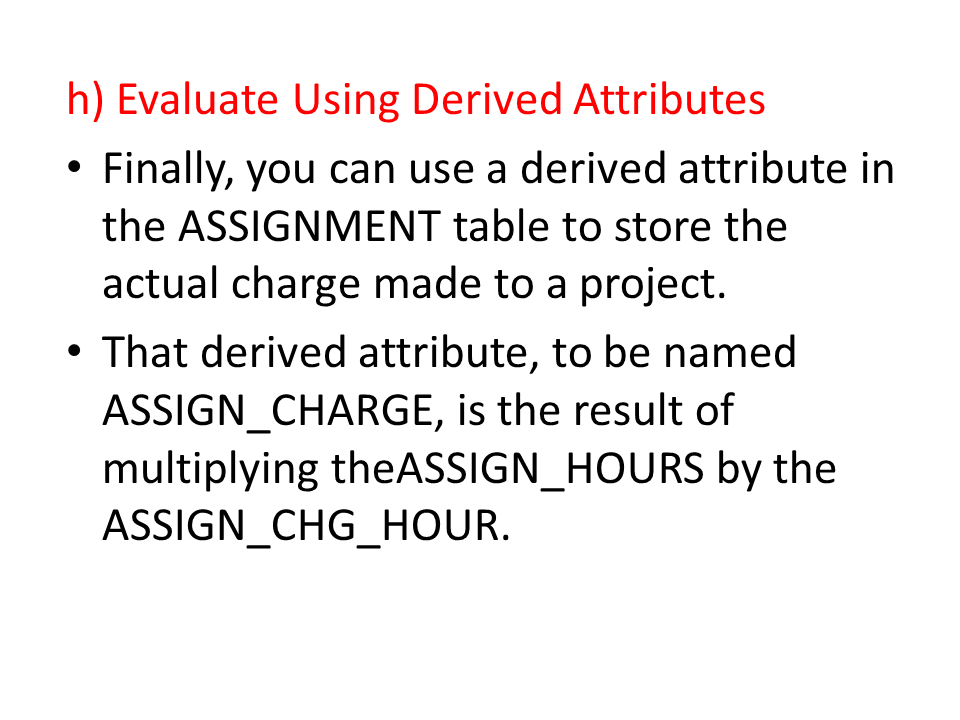 h) Evaluate Using Derived Attributes
• Finally, you can use a derived attribute in
the ASSIGNMENT table to store the
actual charge made to a project.
• That derived attribute, to be named
ASSIGN_CHARGE, is the result of
multiplying theASSIGN_HOURS by the
ASSIGN_CHG_HOUR.